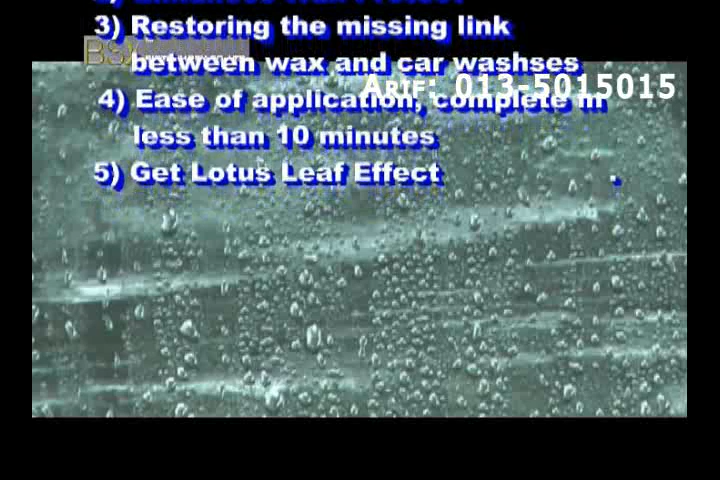 3) Restoring the missing link
between wax and car washses
Arif: 013-5015015
4) Ease of application, complete in
less than 10 minutes
5) Get Lotus Leaf Effect
.